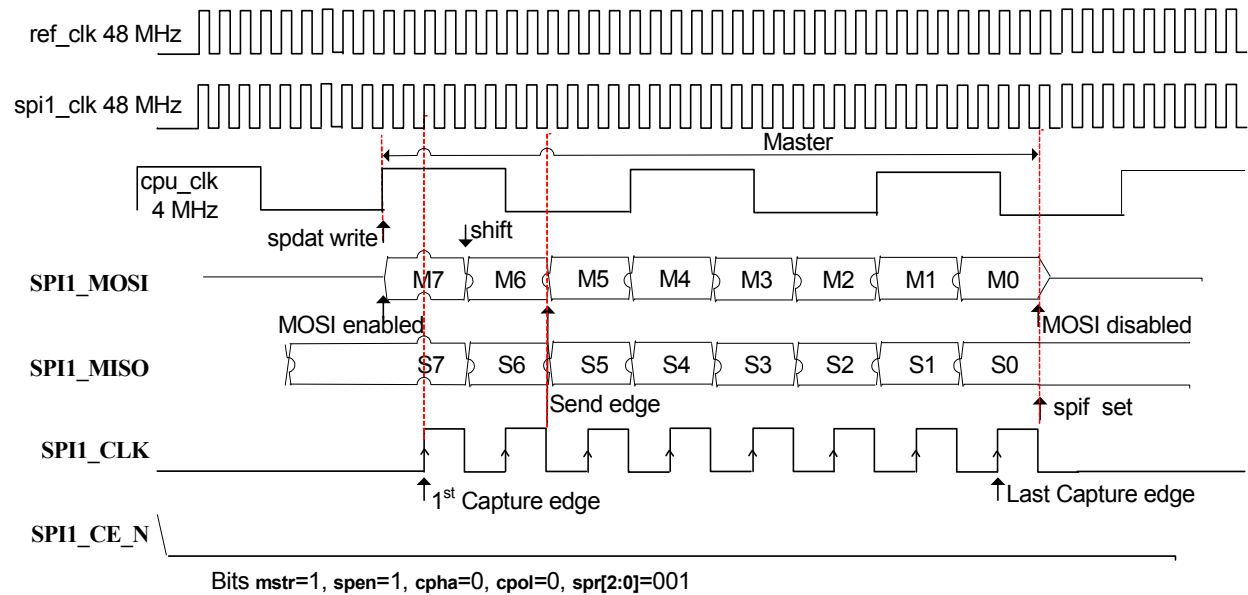 ref_clk 48 MHz
spi1_clk 48 MHz
Master
cpu_clk
4 MHz
spdat write
shift
SPI1_MOSI
M7 M6 M5 M4 M3 M2 M1 M0
MOSI enabled
MOSI disabled
SPI1_MISO
S7 S6 S5 S4 S3 S2 S1 S0
Send edge
spif set
SPI1_CLK
1st Capture edge
Last Capture edge
SPI1_CE_N
Bits mstr=1, spen=1, cpha=0, cpol=0, spr[2:0]=001